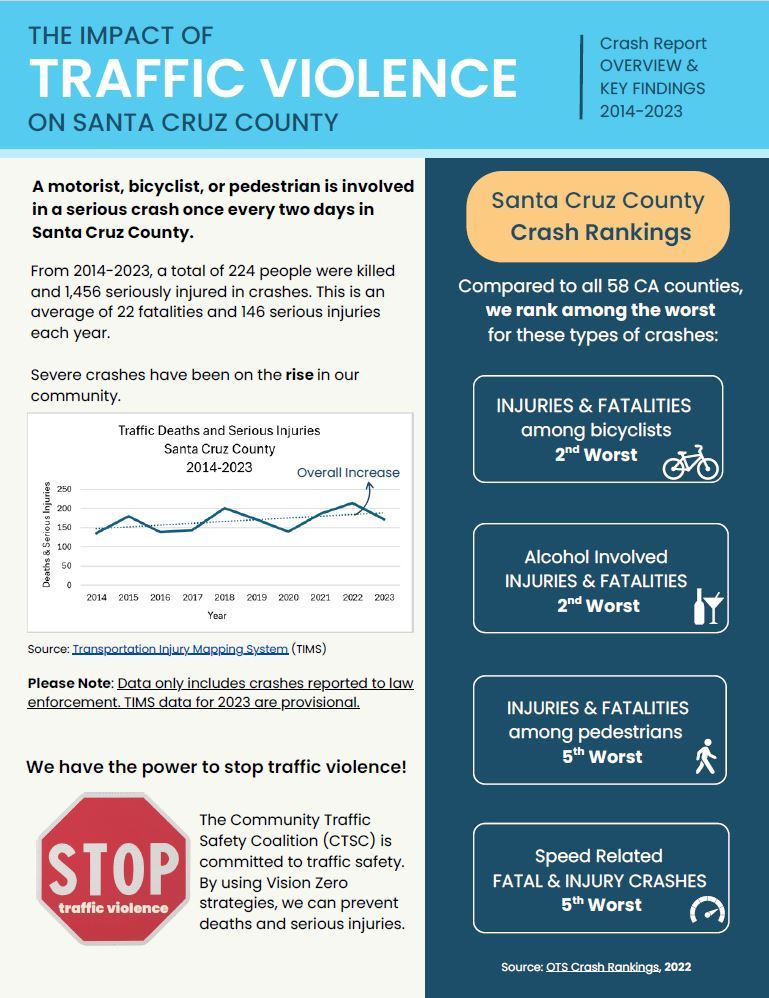 THE IMPACT OF
TRAFFIC VIOLENCE
ON SANTA CRUZ COUNTY
Crash Report
OVERVIEW &
KEY FINDINGS
2014-2023
A motorist, bicyclist, or pedestrian is involved
in a serious crash once every two days in
Santa Cruz County.
From 2014-2023, a total of 224 people were killed
and 1,456 seriously injured in crashes. This is an
average of 22 fatalities and 146 serious injuries
each year.
Severe crashes have been on the rise in our
community.
Traffic Deaths and Serious Injuries
Santa Cruz County
2014-2023
Overall Increase
Deaths & Serious Injuries
250
200
150
100
50
0
2014 2015 2016 2017 2018 2019 2020 2021 2022 2023
Year
Source: Transportation Injury Mapping System (TIMS)
Please Note: Data only includes crashes reported to law
enforcement. TIMS data for 2023 are provisional.
We have the power to stop traffic violence!
STOP
traffic violence
The Community Traffic
Safety Coalition (CTSC) is
committed to traffic safety.
By using Vision Zero
strategies, we can prevent
deaths and serious injuries.
Santa Cruz County
Crash Rankings
Compared to all 58 CA counties,
we rank among the worst
for these types of crashes:
INJURIES & FATALITIES
among bicyclists
2nd Worst
Alcohol Involved
INJURIES & FATALITIES
2nd Worst
INJURIES & FATALITIES
among pedestrians
5th Worst
Speed Related
FATAL & INJURY CRASHES
5th Worst
Source: OTS Crash Rankings, 2022